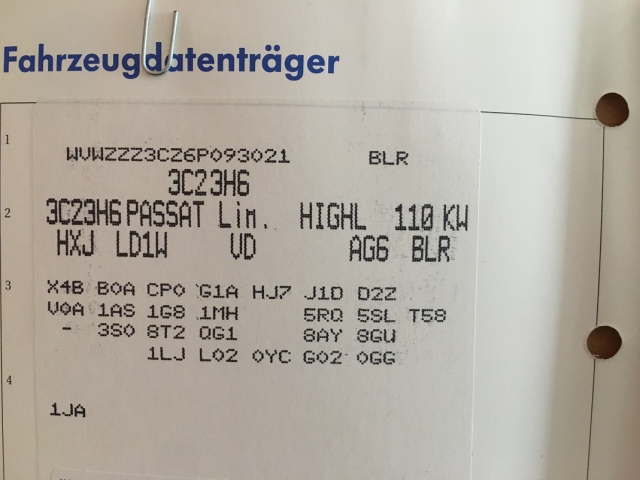 Fahrzeugdatenträger
1
WVWZZZ3CZ6P093021 BLR
3C23H6
2
3C23H6 PASSAT Lim. HIGHL 110 KW
HXJ LD1W VD AG6 BLR
3
X4B B0A CP0 G1A HJ7 J1D D2Z
V0A 1AS 1G8 1MH 5RQ 5SL T58
- 3S0 8T2 QG1 8AY 8GU
1LJ L02 0YC G02 0GG
4
1JA